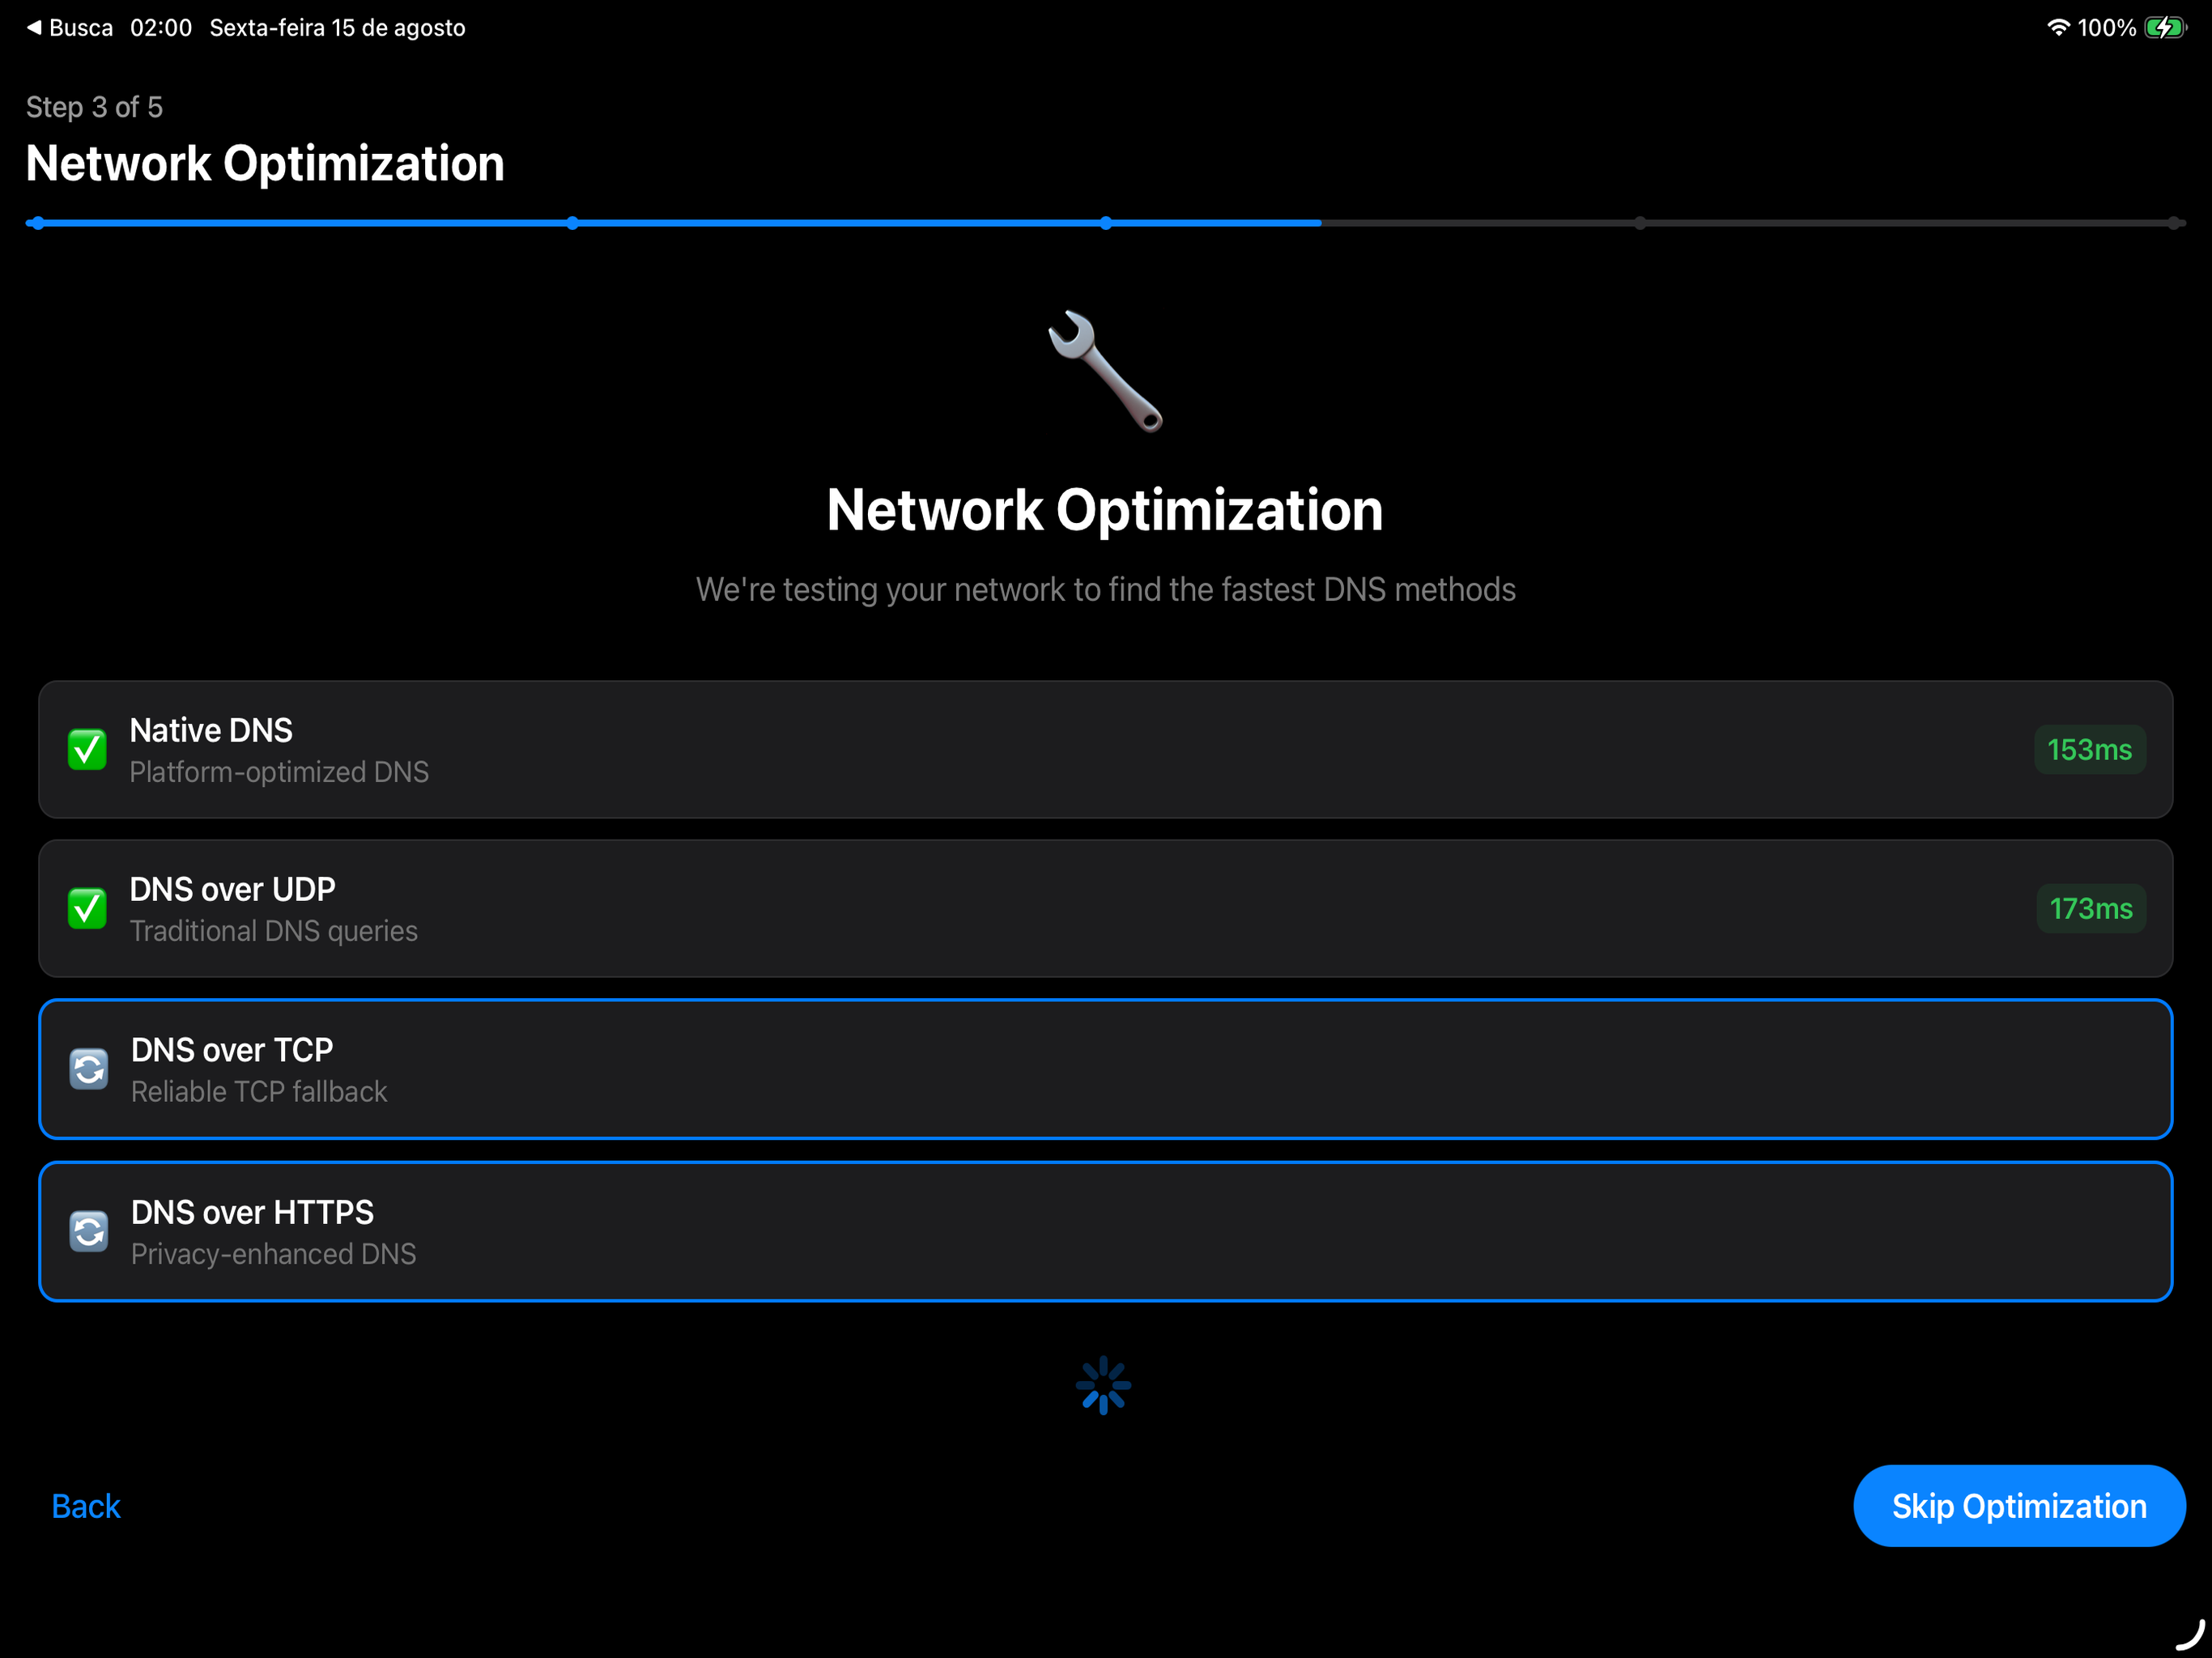 Busca 02:00 Sexta-feira 15 de agosto 100%
Step 3 of 5
Network Optimization
Network Optimization
We're testing your network to find the fastest DNS methods
Native DNS
Platform-optimized DNS
153ms
DNS over UDP
Traditional DNS queries
173ms
DNS over TCP
Reliable TCP fallback
DNS over HTTPS
Privacy-enhanced DNS
Back
Skip Optimization